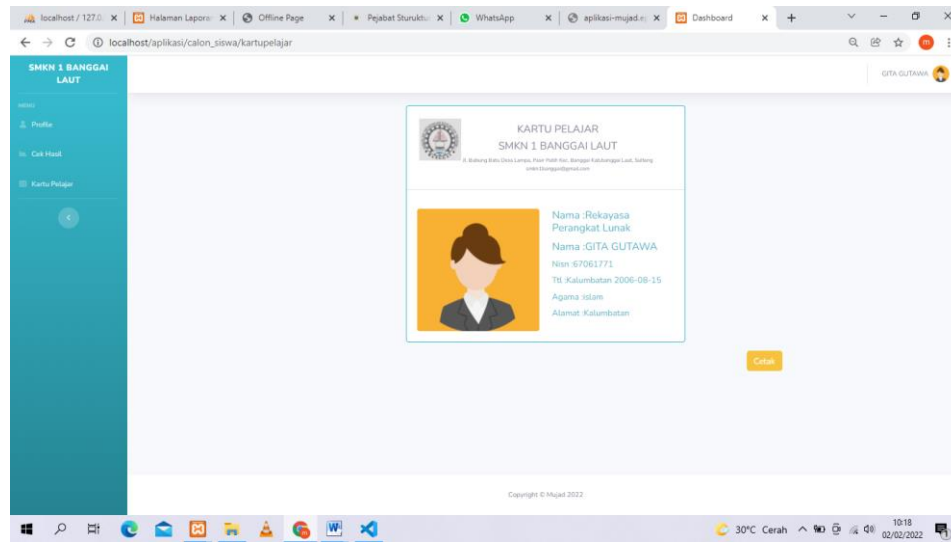 localhost / 127.0.
Halaman Lapora
Offline Page
Pejabat Sturuktu
WhatsApp
aplikasi-mujad.e
Dashboard
localhost/aplikasi/calon_siswa/kartupelajar
SMKN 1 BANGGAI
LAUT
GITA GUTAWA
MENU
Profile
Cek Hasil
Kartu Pelajar
KARTU PELAJAR
SMKN 1 BANGGAI LAUT
Nama :Rekayasa
Perangkat Lunak
Nama :GITA GUTAWA
Nisn :67061771
Ttl :Kalumbatan 2006-08-15
Agama :islam
Alamat :Kalumbatan
Cetak
Copyright © Mujad 2022
30°C Cerah
10:18
02/02/2022